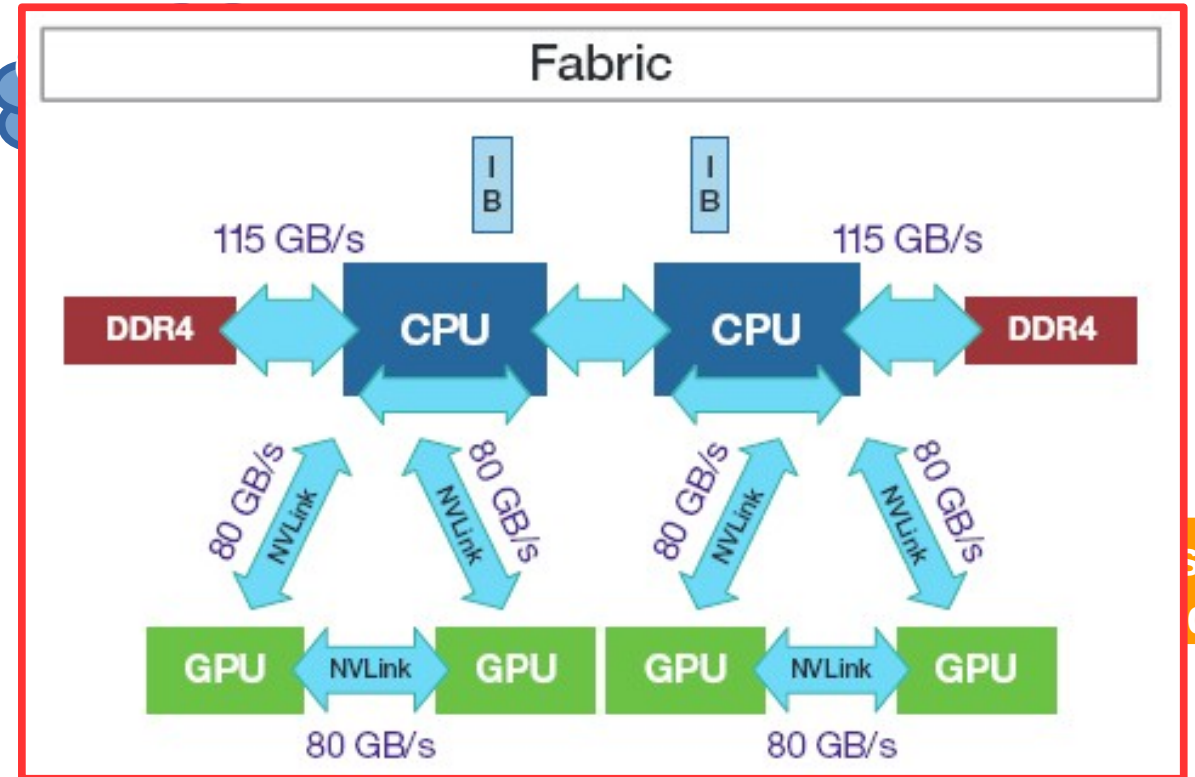 Fabric
I
B
I
B
115 GB/s
115 GB/s
DDR4
CPU
CPU
DDR4
80 GB/s
NVLink
80 GB/s
NVLink
80 GB/s
NVLink
80 GB/s
NVLink
GPU
NVLink
GPU
GPU
NVLink
GPU
80 GB/s
80 GB/s